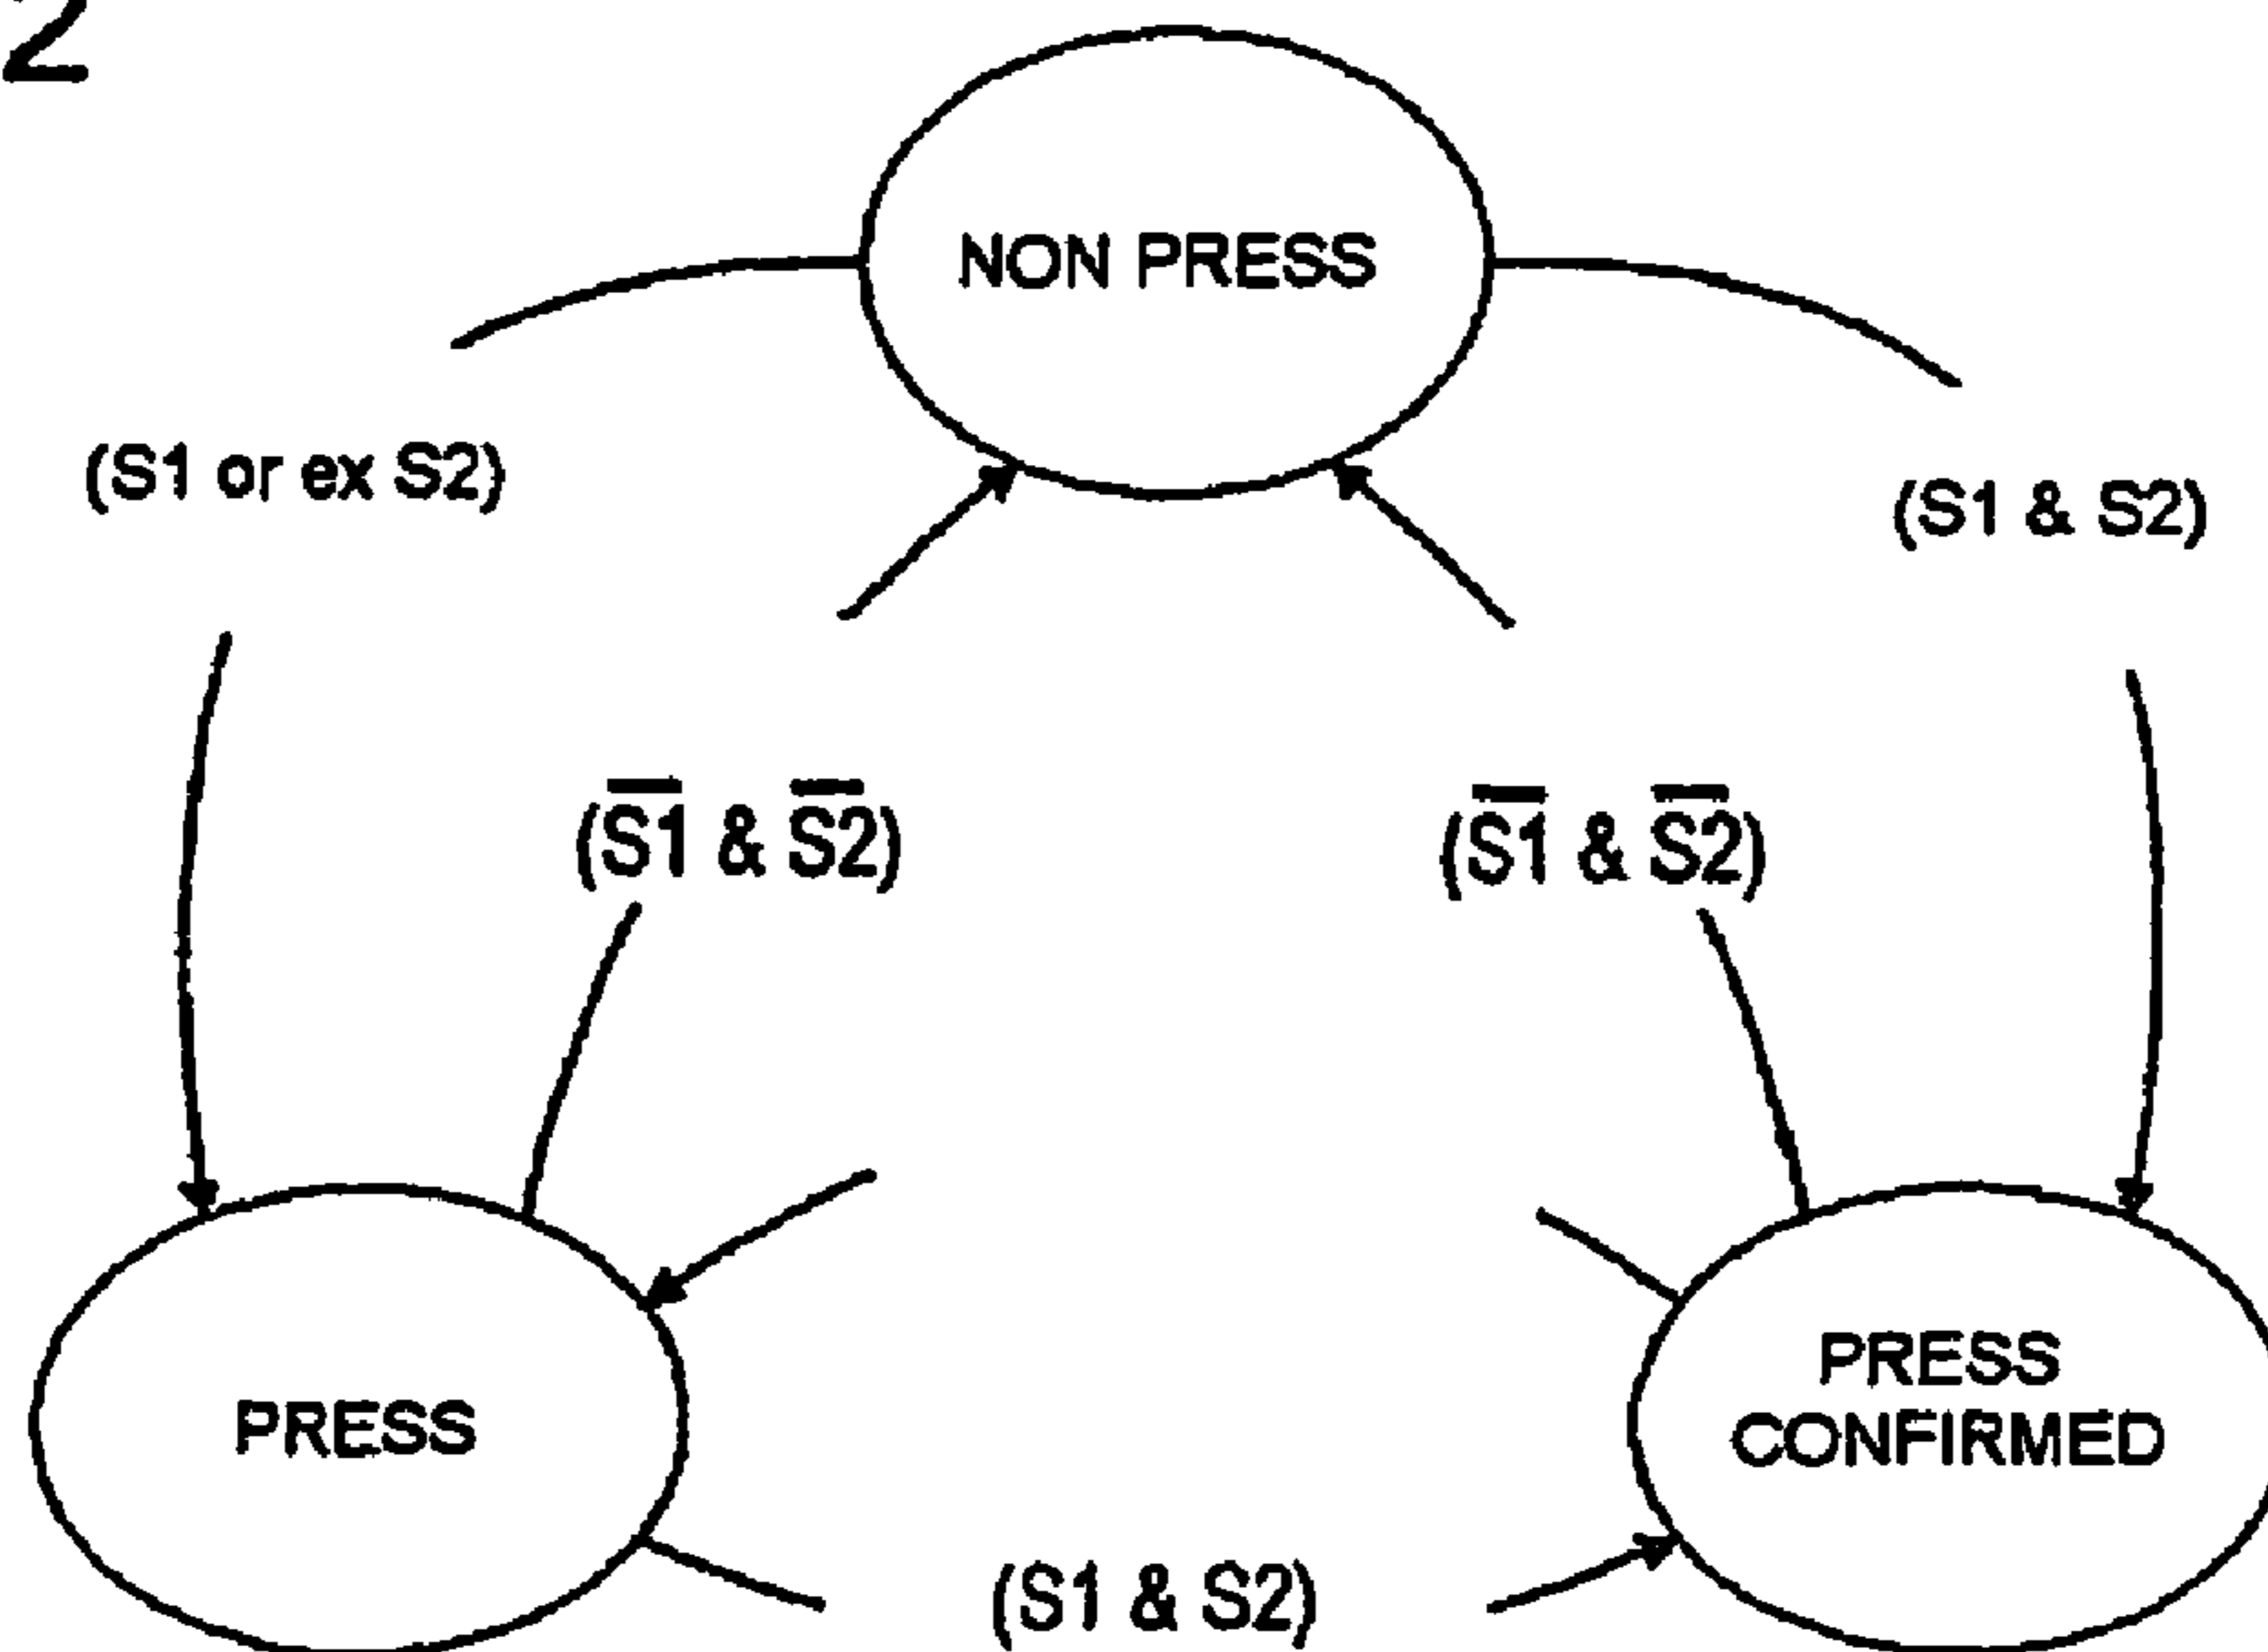 2
NON PRESS
(S1 or ex S2)
(S1 & S2)
(S̅1̅ & S̅2̅)
(S̅1̅ & S̅2̅)
PRESS
PRESS
CONFIRMED
(S1 & S2)